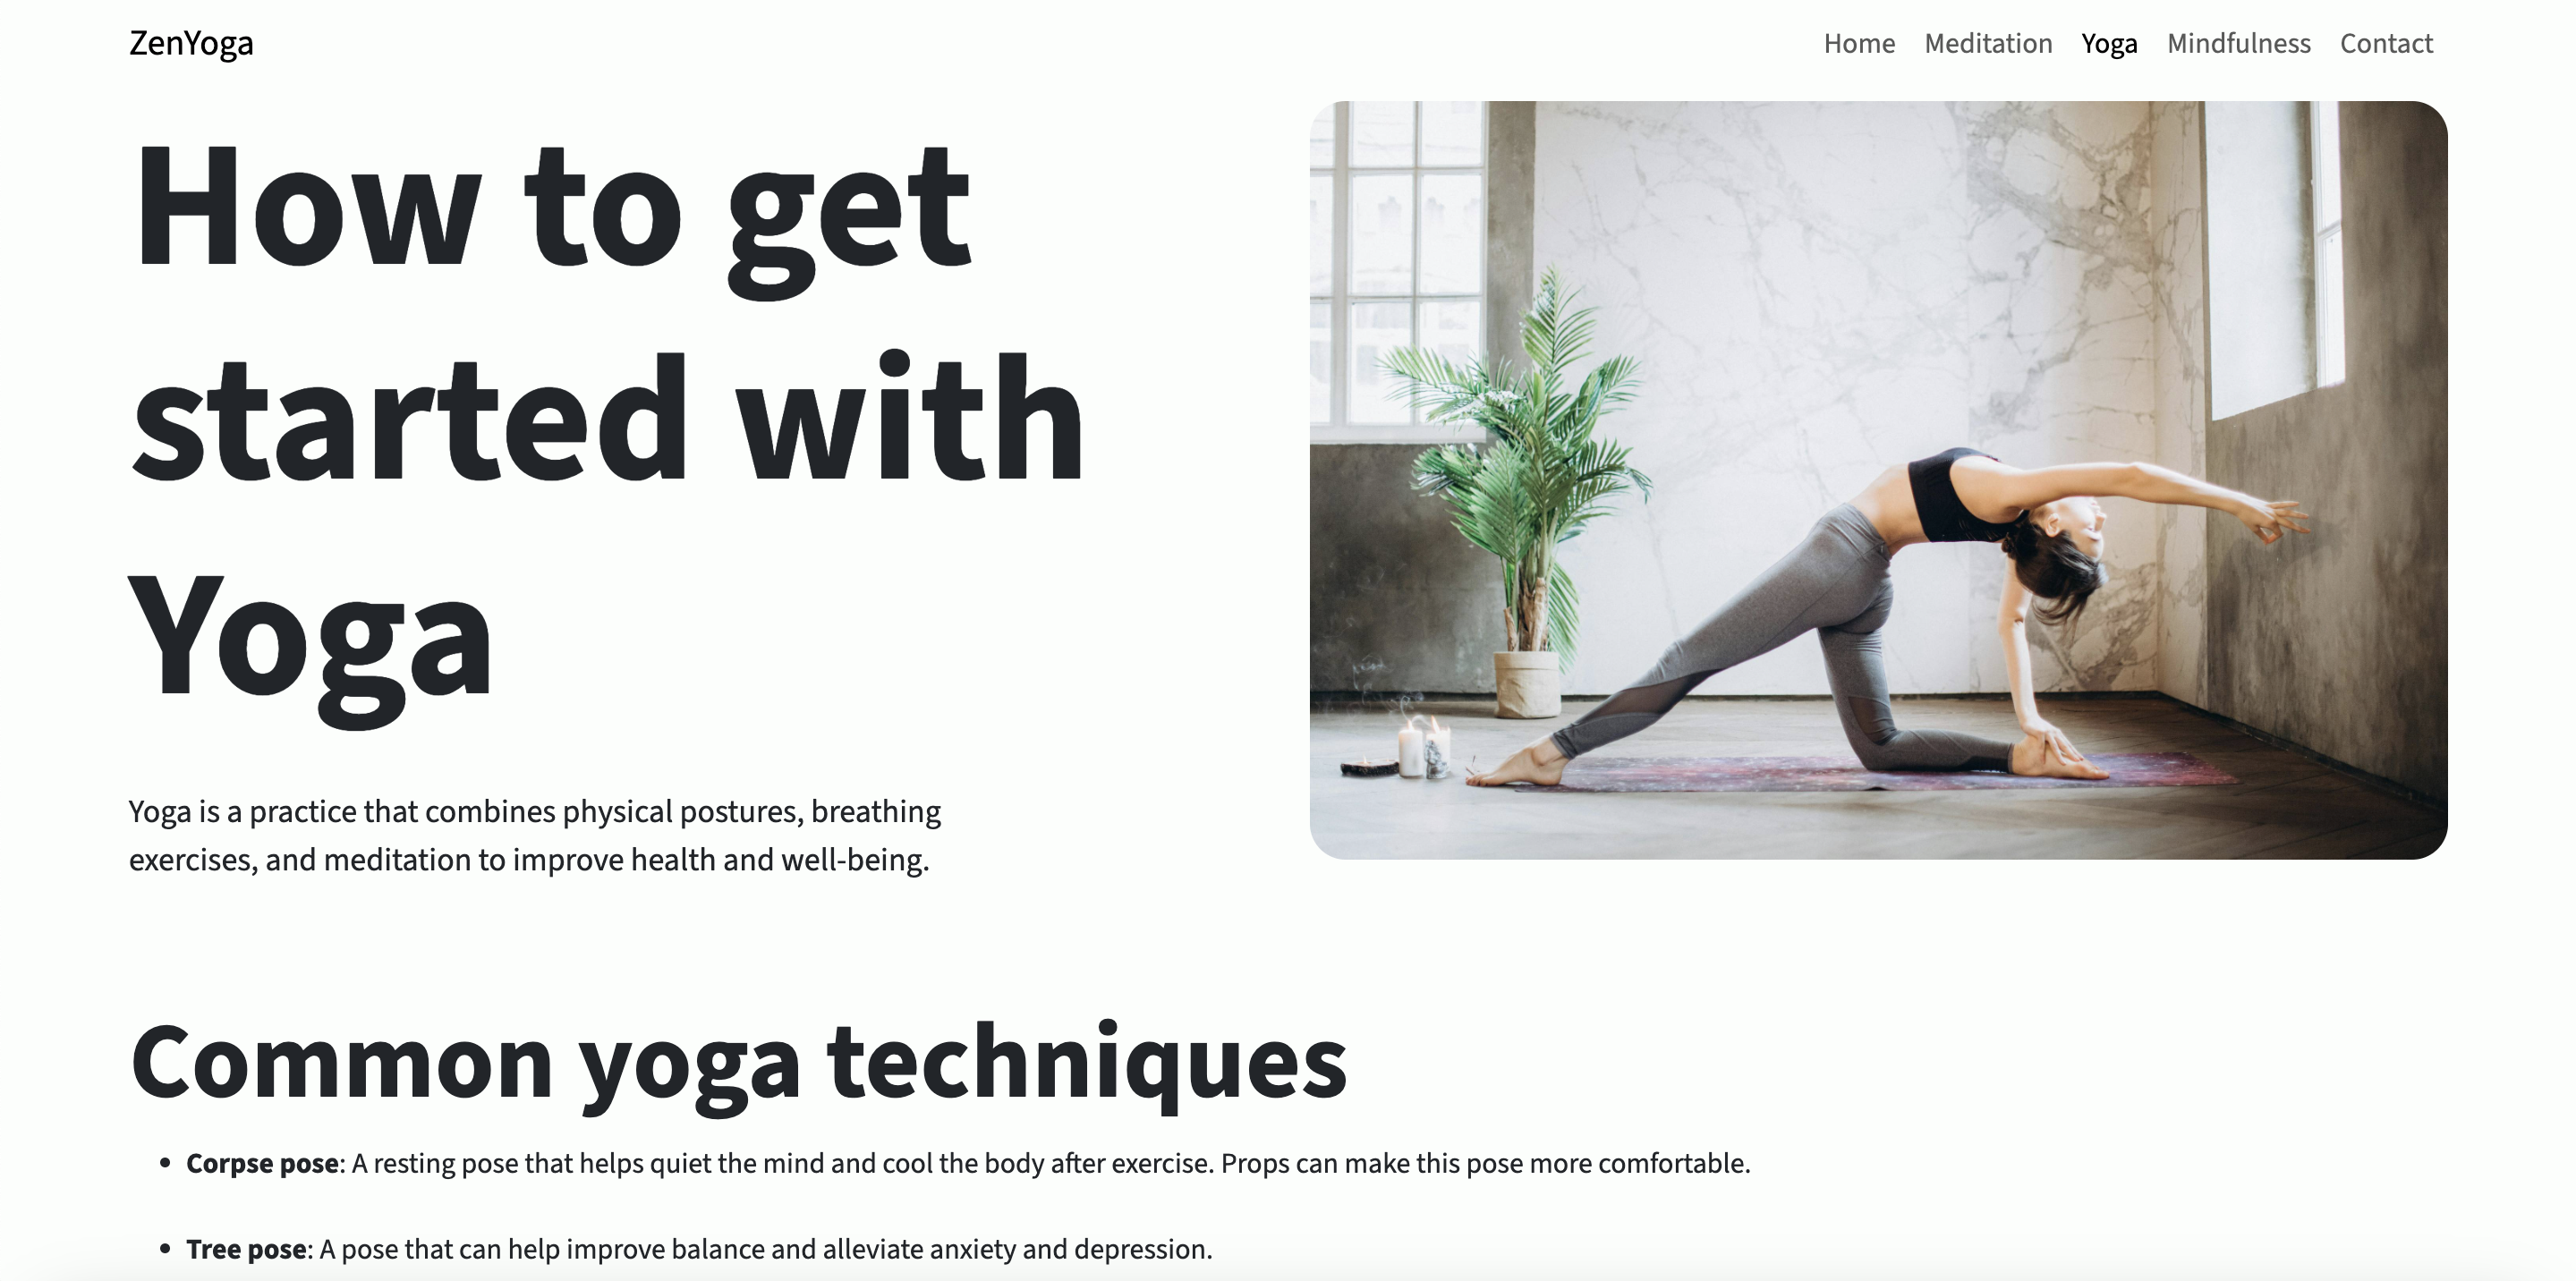 ZenYoga
Home Meditation Yoga Mindfulness Contact
How to get
started with
Yoga
Yoga is a practice that combines physical postures, breathing
exercises, and meditation to improve health and well-being.
Common yoga techniques
• Corpse pose: A resting pose that helps quiet the mind and cool the body after exercise. Props can make this pose more comfortable.
• Tree pose: A pose that can help improve balance and alleviate anxiety and depression.